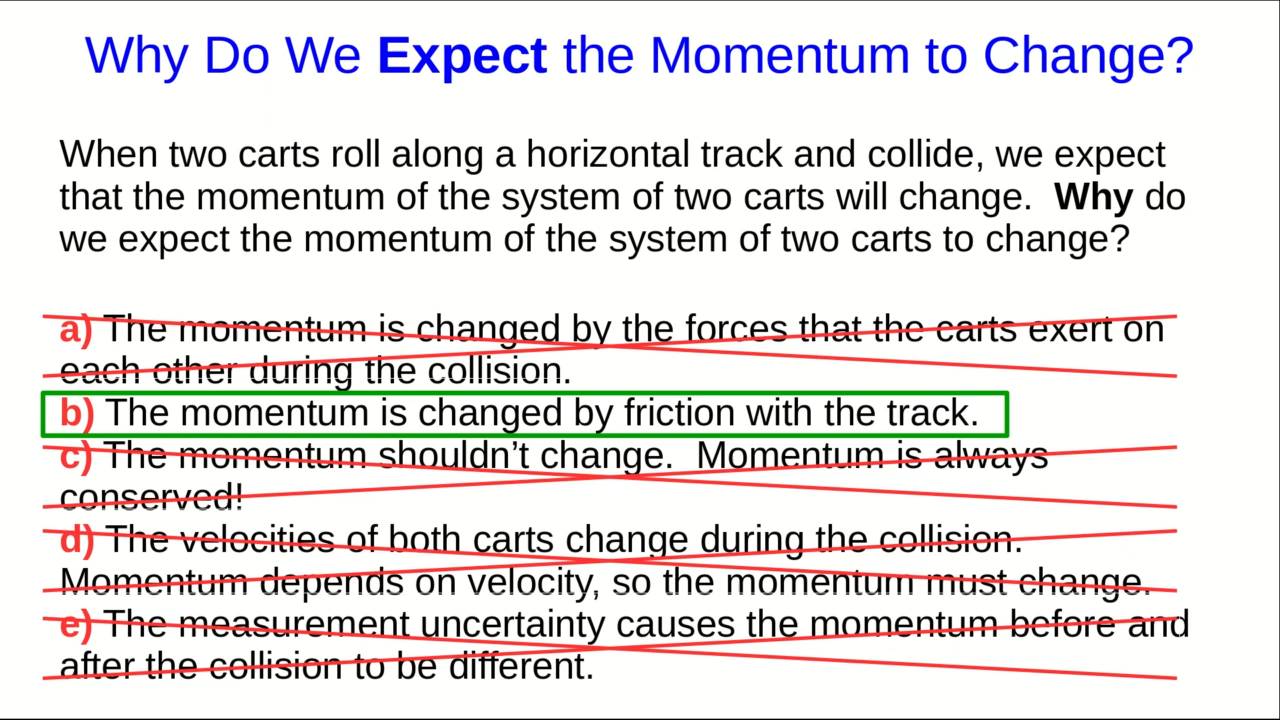 Why Do We Expect the Momentum to Change?
When two carts roll along a horizontal track and collide, we expect
that the momentum of the system of two carts will change.  Why do
we expect the momentum of the system of two carts to change?
a) The momentum is changed by the forces that the carts exert on
each other during the collision.
b) The momentum is changed by friction with the track.
c) The momentum shouldn’t change.  Momentum is always
conserved!
d) The velocities of both carts change during the collision.
Momentum depends on velocity, so the momentum must change.
e) The measurement uncertainty causes the momentum before and
after the collision to be different.